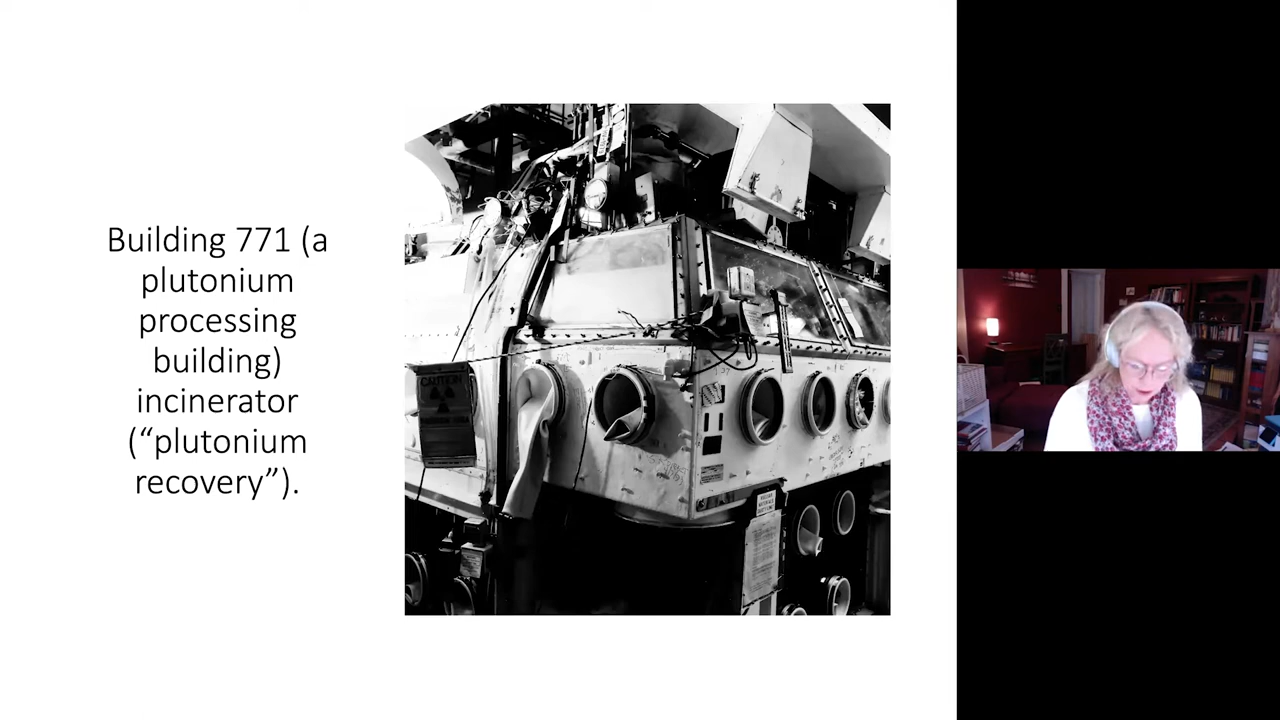 Building 771 (a
plutonium
processing
building)
incinerator
(“plutonium
recovery”).
CAUTION